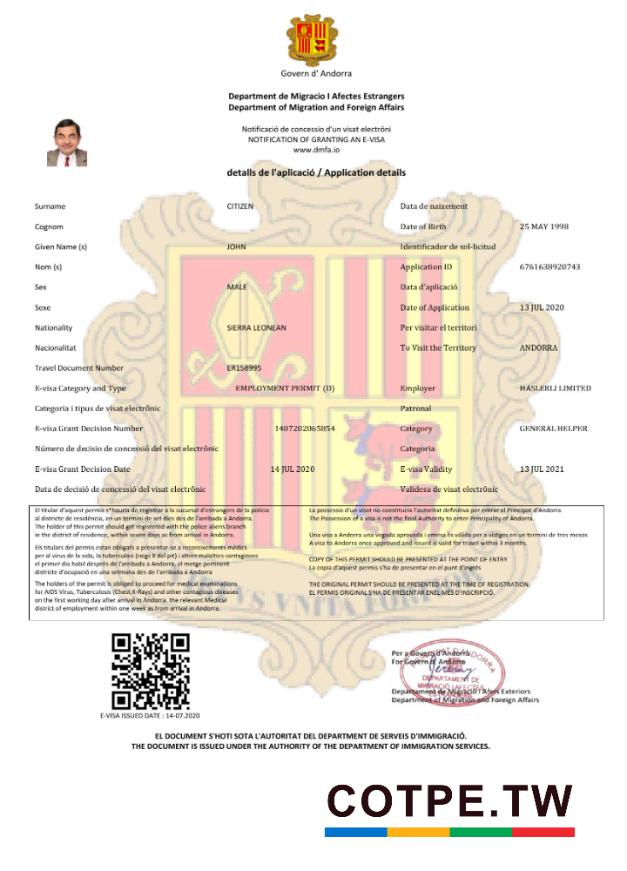 Govern d' Andorra
Department de Migracio I Afectes Estrangers
Department of Migration and Foreign Affairs
Notificació de concessio d'un visat electròni
NOTIFICATION OF GRANTING AN E-VISA
www.dmfa.io
detalls de l'aplicació / Application details
Surname CITIZEN Data de naixement
Cognom Date of Birth 25 MAY 1998
Given Name (s) JOHN Identificador de sol-licitud
Nom (s) Application ID 6761638920743
Sex MALE Data d'aplicació
Sexe Date of Application 13 JUL 2020
Nationality SIERRA LEONEAN Per visitar el territori
Nacionalitat To Visit the Territory ANDORRA
Travel Document Number ER158995
E-visa Category and Type EMPLOYMENT PERMIT (D) Employer HASLERLI LIMITED
Categoria i tipus de visat electrònic Patronal
E-visa Grant Decision Number 1407202065854 Category GENERAL HELPER
Número de decisio de concessió del visat electrònic Categoria
E-visa Grant Decision Date 14 JUL 2020 E-visa Validity 13 JUL 2021
Data de decisió de concessió del visat electrònic Validesa de visat electrònic
El titular d'aquest permís s'hauria de registrar a la sucursal d'estrangers de la policia
al districte de residència, en un termini de set dies des de l'arribada a Andorra.
The holder of this permit should get registered with the police aliens branch
in the district of residence, within seven days as from arrival in Andorra.
Els titulars del permís estan obligats a presentar-se a reconeixements mèdics
per al virus de la sida, la tuberculosi (raigs X del pit) i altres malalties contagioses
el primer dia hàbil després de l'arribada a Andorra, el metge pertinent
districte d'ocupació en una setmana des de l'arribada a Andorra
The holders of the permit is obliged to proceed for medical examinations
for AIDS Virus, Tuberculosis (Chest X-Rays) and other contagious diseases
on the first working day after arrival in Andorra, the relevant Medical
district of employment within one week as from arrival in Andorra.
La possessió d'un visat no constitueix l'autoritat definitiva per entrar al Principat d'Andorra
The Possession of a visa is not the final Authority to enter Principality of Andorra.
Una visa a Andorra una vegada aprovada i emesa és vàlida per a viatges en un termini de tres mesos
A visa to Andorra once approved and issued is valid for travel within 3 months.
COPY OF THIS PERMIT SHOULD BE PRESENTED AT THE POINT OF ENTRY
La copia d'aquest permís s'ha de presentar en el punt d'ingrés
THE ORIGINAL PERMIT SHOULD BE PRESENTED AT THE TIME OF REGISTRATION:
EL PERMIS ORIGINAL S'HA DE PRESENTAR EN EL MÉS D'INSCRIPCIÓ.
E-VISA ISSUED DATE : 14-07.2020
Per a Govern d'Andorra
For Govern d' Andorra
Jeremy
DEPARTAMENT DE
MIGRACIÓ I AFECTES
Departament de Migració I Afers Exteriors
Department of Migration and Foreign Affairs
EL DOCUMENT S'HOTI SOTA L'AUTORITAT DEL DEPARTMENT DE SERVEIS D'IMMIGRACIÓ.
THE DOCUMENT IS ISSUED UNDER THE AUTHORITY OF THE DEPARTMENT OF IMMIGRATION SERVICES.
COTPE.TW